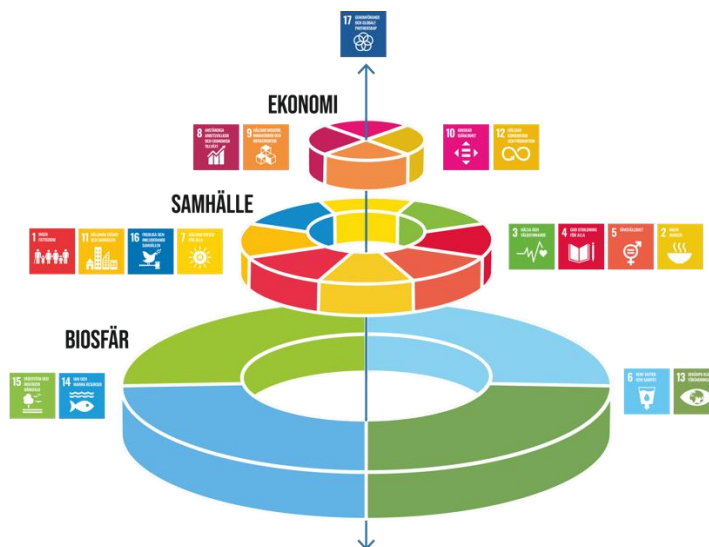 17 GENOMFÖRANDE
OCH GLOBALT
PARTNERSKAP
EKONOMI
8 ANSTÄNDIGA
ARBETSVILLKOR
OCH EKONOMISK
TILLVÄXT
9 HÅLLBAR INDUSTRI,
INNOVATIONER OCH
INFRASTRUKTUR
10 MINSKAD
OJÄMLIKHET
12 HÅLLBAR
KONSUMTION OCH
PRODUKTION
SAMHÄLLE
1 INGEN
FATTIGDOM
11 HÅLLBARA STÄDER
OCH SAMHÄLLEN
16 FREDLIGA OCH
INKLUDERANDE
SAMHÄLLEN
7 HÅLLBAR ENERGI
FÖR ALLA
3 HÄLSA OCH
VÄLBEFINNANDE
4 GOD UTBILDNING
FÖR ALLA
5 JÄMSTÄLLDHET
2 INGEN
HUNGER
BIOSFÄR
15 EKOSYSTEM OCH
BIOLOGISK
MÅNGFALD
14 HAV OCH
MARINA RESURSER
6 RENT VATTEN
OCH SANITET
13 BEKÄMPA